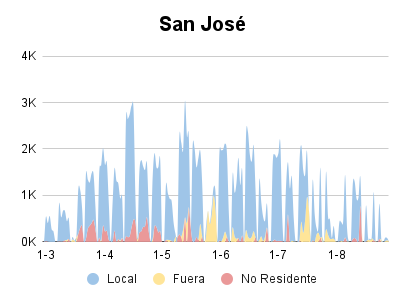 San José
4K
3K
2K
1K
0K
1-3 1-4 1-5 1-6 1-7 1-8
Local Fuera No Residente